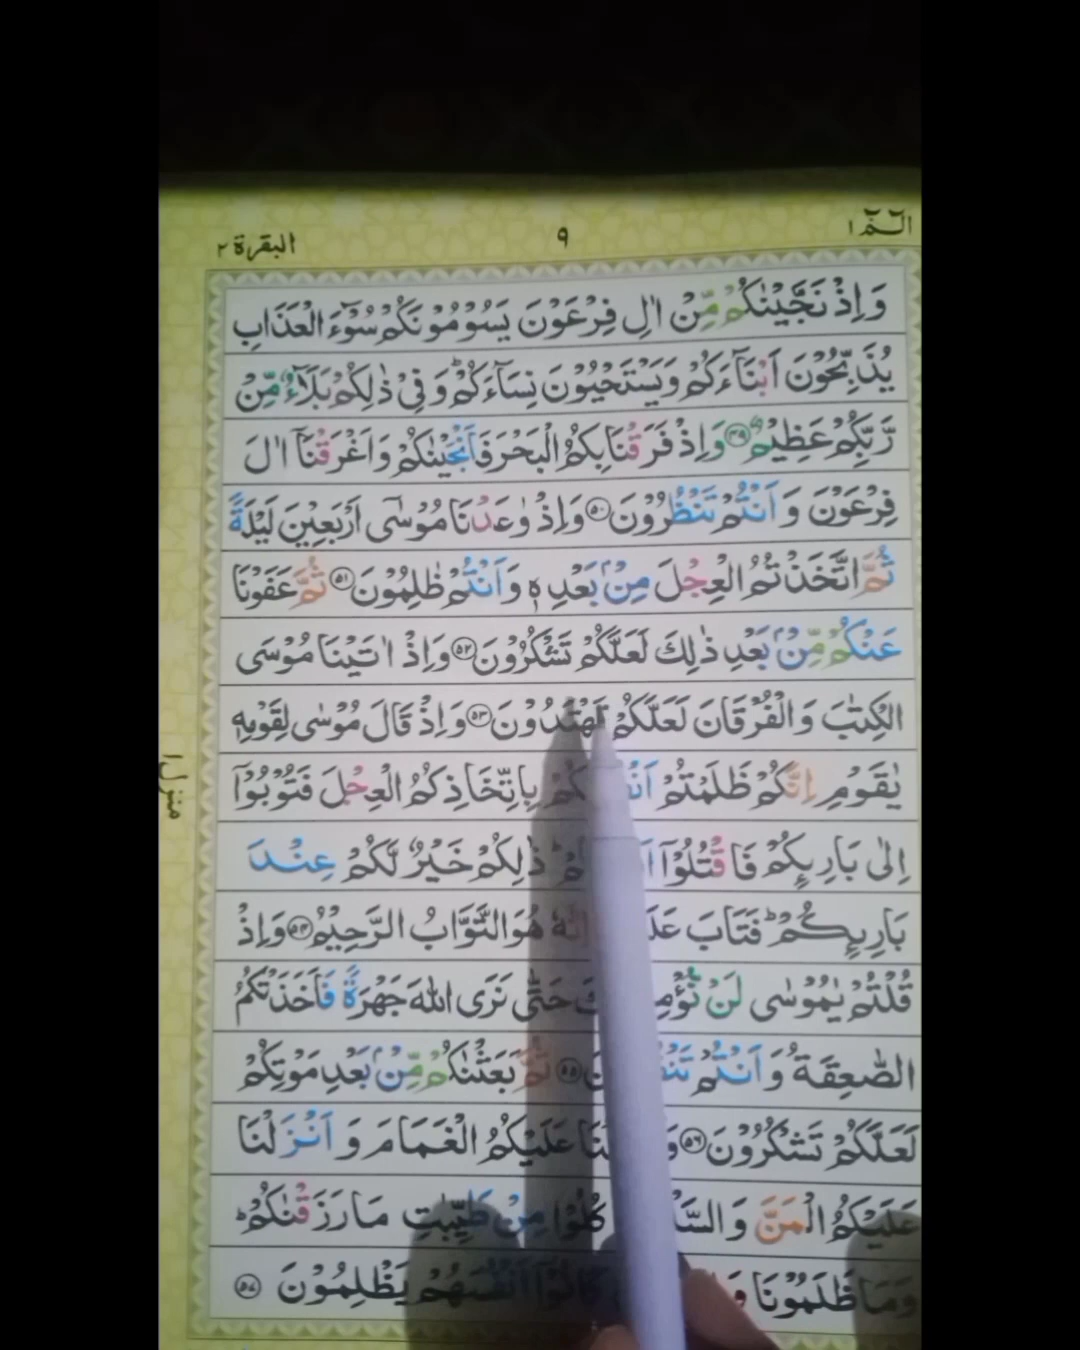 الٓمّٓ ١
٩
البقرة ٢
وَاِذْ نَجَّيْنٰكُمْ مِّنْ اٰلِ فِرْعَوْنَ يَسُوْمُوْنَكُمْ سُوْٓءَ الْعَذَابِ
يُذَبِّحُوْنَ اَبْنَآءَكُمْ وَيَسْتَحْيُوْنَ نِسَآءَكُمْ ؕ وَفِيْ ذٰلِكُمْ بَلَآءٌ مِّنْ
رَّبِّكُمْ عَظِيْمٌ ﴿۴۹﴾ وَاِذْ فَرَقْنَا بِكُمُ الْبَحْرَ فَاَنْجَيْنٰكُمْ وَاَغْرَقْنَآ اٰلَ
فِرْعَوْنَ وَاَنْتُمْ تَنْظُرُوْنَ ﴿۵۰﴾ وَاِذْ وٰعَدْنَا مُوْسٰٓى اَرْبَعِيْنَ لَيْلَةً
ثُمَّ اتَّخَذْتُمُ الْعِجْلَ مِنْۢ بَعْدِهٖ وَاَنْتُمْ ظٰلِمُوْنَ ﴿۵۱﴾ ثُمَّ عَفَوْنَا
عَنْكُمْ مِّنْۢ بَعْدِ ذٰلِكَ لَعَلَّكُمْ تَشْكُرُوْنَ ﴿۵۲﴾ وَاِذْ اٰتَيْنَا مُوْسَى
الْكِتٰبَ وَالْفُرْقَانَ لَعَلَّكُمْ تَهْتَدُوْنَ ﴿۵۳﴾ وَاِذْ قَالَ مُوْسٰى لِقَوْمِهٖ
يٰقَوْمِ اِنَّكُمْ ظَلَمْتُمْ بِاتِّخَاذِكُمُ الْعِجْلَ فَتُوْبُوْٓا
اِلٰى بَارِئِكُمْ فَاقْتُلُوْٓا ذٰلِكُمْ خَيْرٌ لَّكُمْ عِنْدَ
بَارِئِكُمْ ؕ فَتَابَ هُوَ التَّوَّابُ الرَّحِيْمُ ﴿۵۴﴾ وَاِذْ
قُلْتُمْ يٰمُوْسٰى لَنْ حَتّٰى نَرَى اللّٰهَ جَهْرَةً فَاَخَذَتْكُمُ
الصّٰعِقَةُ وَاَنْتُمْ ﴿۵۵﴾ ثُمَّ بَعَثْنٰكُمْ مِّنْۢ بَعْدِ مَوْتِكُمْ
لَعَلَّكُمْ تَشْكُرُوْنَ ﴿۵۶﴾ عَلَيْكُمُ الْغَمَامَ وَاَنْزَلْنَا
عَلَيْكُمُ الْمَنَّ كُلُوْا مِنْ طَيِّبٰتِ مَا رَزَقْنٰكُمْ ؕ
وَمَا ظَلَمُوْنَا كَانُوْٓا اَنْفُسَهُمْ يَظْلِمُوْنَ ﴿۵۷﴾
منزل ١